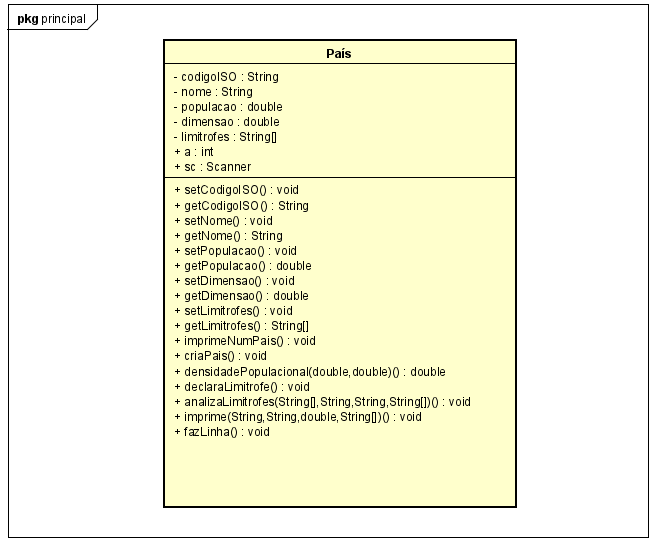 pkg principal
País
- codigoISO : String
- nome : String
- populacao : double
- dimensao : double
- limitrofes : String[]
+ a : int
+ sc : Scanner
+ setCodigoISO() : void
+ getCodigoISO() : String
+ setNome() : void
+ getNome() : String
+ setPopulacao() : void
+ getPopulacao() : double
+ setDimensao() : void
+ getDimensao() : double
+ setLimitrofes() : void
+ getLimitrofes() : String[]
+ imprimeNumPais() : void
+ criaPais() : void
+ densidadePopulacional(double,double)() : double
+ declaraLimitrofe() : void
+ analizaLimitrofes(String[],String,String,String[])() : void
+ imprime(String,String,double,String[])() : void
+ fazLinha() : void